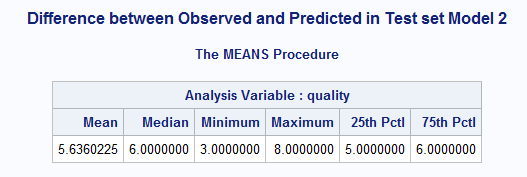 Difference between Observed and Predicted in Test set Model 2
The MEANS Procedure
Analysis Variable : quality
Mean Median Minimum Maximum 25th Pctl 75th Pctl
5.6360225 6.0000000 3.0000000 8.0000000 5.0000000 6.0000000